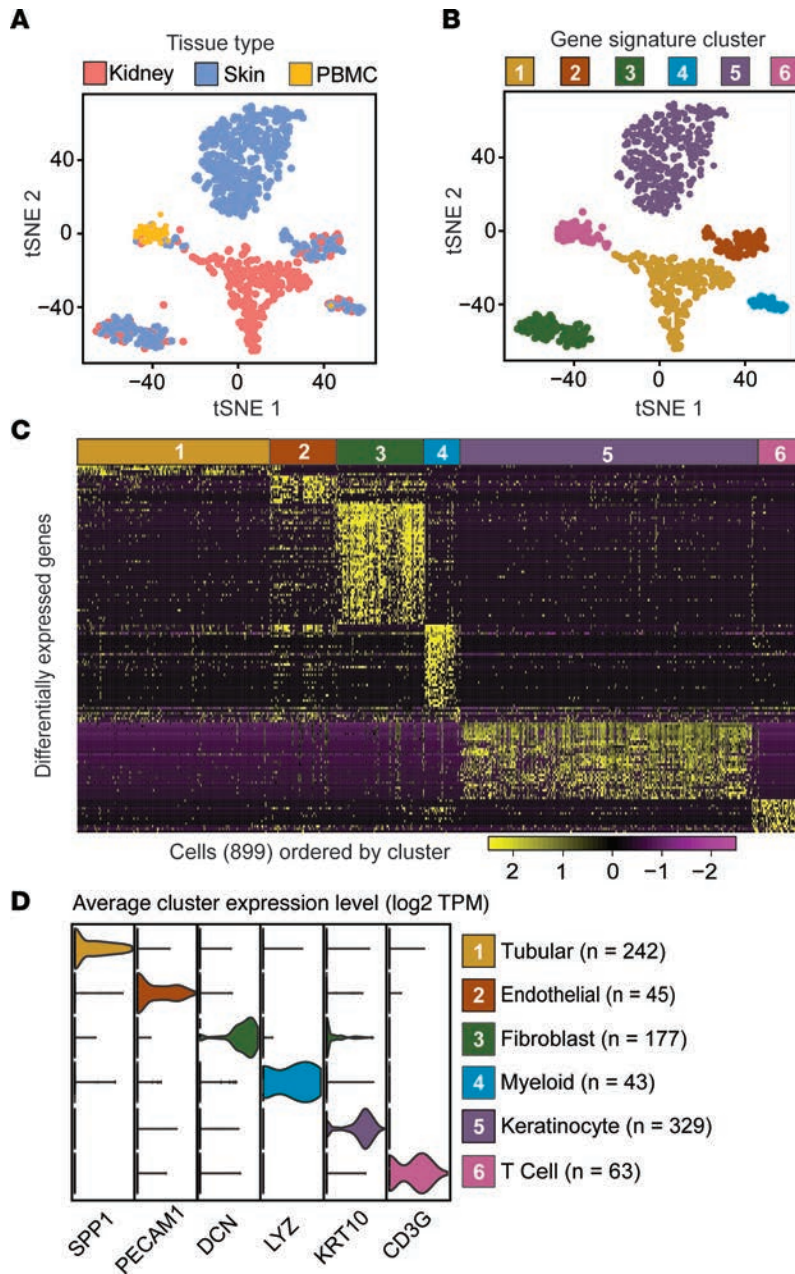 A
Tissue type
Kidney Skin PBMC
tSNE 2
40
0
−40
−40 0 40
tSNE 1
B
Gene signature cluster
1 2 3 4 5 6
tSNE 2
40
0
−40
−40 0 40
tSNE 1
C
1 2 3 4 5 6
Differentially expressed genes
Cells (899) ordered by cluster
2 1 0 −1 −2
D Average cluster expression level (log2 TPM)
1 Tubular (n = 242)
2 Endothelial (n = 45)
3 Fibroblast (n = 177)
4 Myeloid (n = 43)
5 Keratinocyte (n = 329)
6 T Cell (n = 63)
SPP1 PECAM1 DCN LYZ KRT10 CD3G